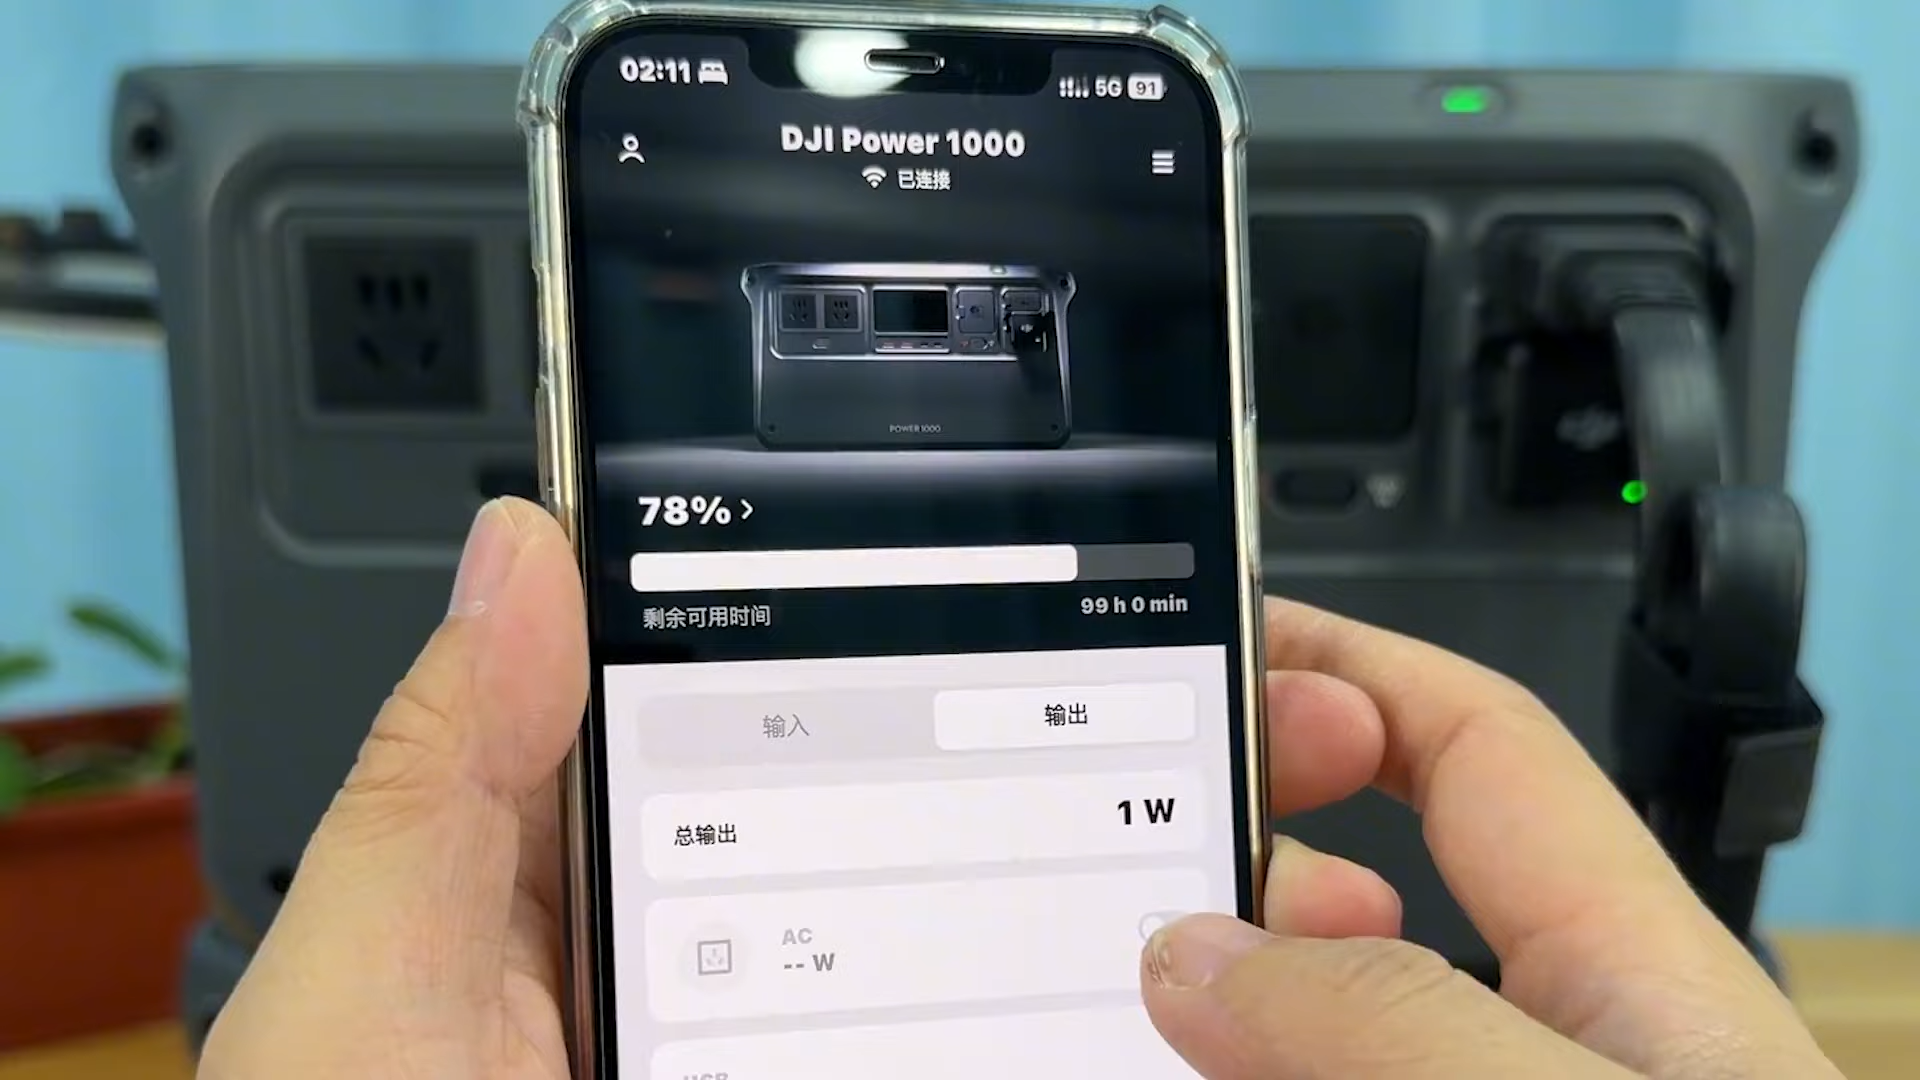 02:11
5G 91
DJI Power 1000
已连接
POWER 1000
78%
剩余可用时间
99 h 0 min
输入
输出
总输出
1 W
AC
-- W
USB